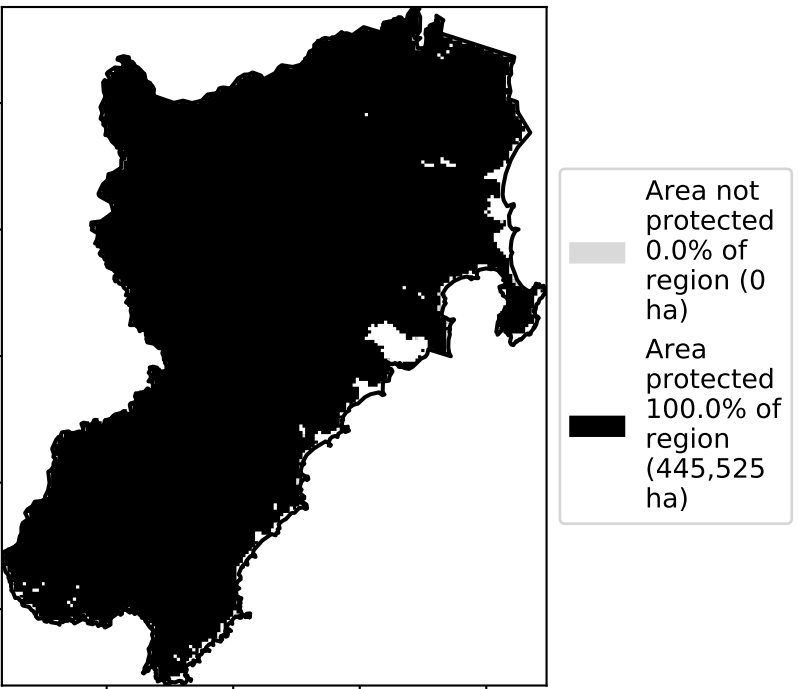 Area not
protected
0.0% of
region (0
ha)
Area
protected
100.0% of
region
(445,525
ha)